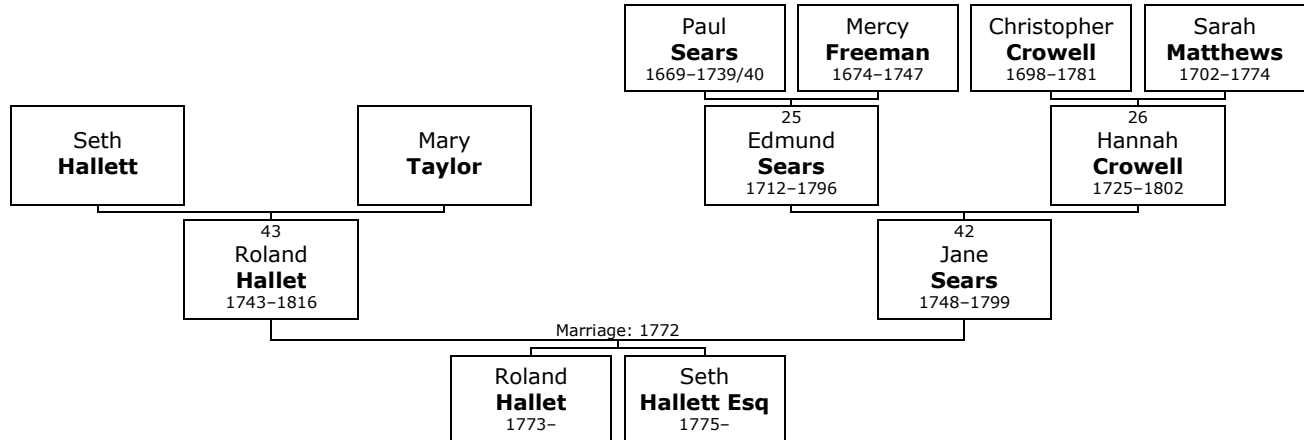 Paul
Sears
1669–1739/40
Mercy
Freeman
1674–1747
Christopher
Crowell
1698–1781
Sarah
Matthews
1702–1774
Seth
Hallett
Mary
Taylor
25
Edmund
Sears
1712–1796
26
Hannah
Crowell
1725–1802
43
Roland
Hallet
1743–1816
42
Jane
Sears
1748–1799
Marriage: 1772
Roland
Hallet
1773–
Seth
Hallett Esq
1775–